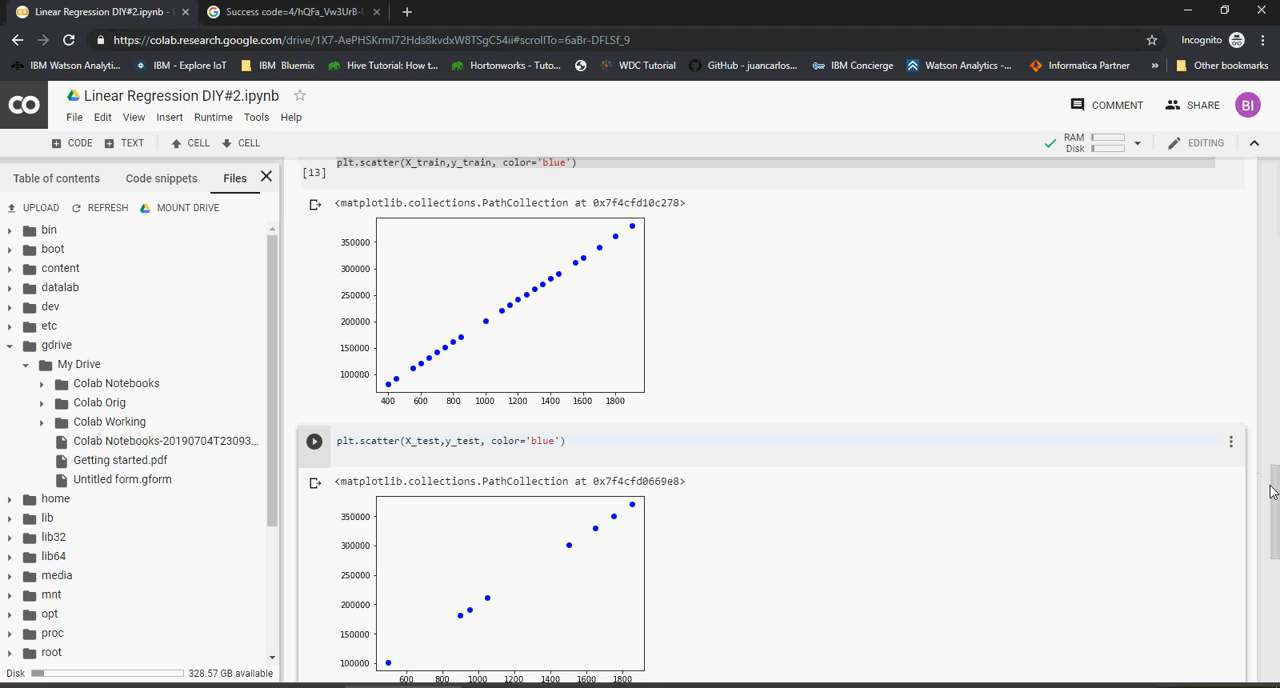 Linear Regression DIY#2.ipynb -
Success code=4/hQFa_Vw3UrB-
https://colab.research.google.com/drive/1X7-AePHSKrmI72Hds8kvdxW8TSgC54ii#scrollTo=6aBr-DFLSf_9
Incognito
IBM Watson Analyti...
IBM - Explore IoT
IBM Bluemix
Hive Tutorial: How t...
Hortonworks - Tuto...
WDC Tutorial
GitHub - juancarlos...
IBM Concierge
Watson Analytics -...
Informatica Partner
»
Other bookmarks
CO
Linear Regression DIY#2.ipynb
COMMENT
SHARE
BI
File Edit View Insert Runtime Tools Help
CODE
TEXT
CELL
CELL
RAM
Disk
EDITING
Table of contents
Code snippets
Files
UPLOAD
REFRESH
MOUNT DRIVE
bin
boot
content
datalab
dev
etc
gdrive
My Drive
Colab Notebooks
Colab Orig
Colab Working
Colab Notebooks-20190704T23093...
Getting started.pdf
Untitled form.gform
home
lib
lib32
lib64
media
mnt
opt
proc
root
Disk
328.57 GB available
plt.scatter(X_train,y_train, color='blue')
[13]
<matplotlib.collections.PathCollection at 0x7f4cfd10c278>
350000
300000
250000
200000
150000
100000
400 600 800 1000 1200 1400 1600 1800
plt.scatter(X_test,y_test, color='blue')
<matplotlib.collections.PathCollection at 0x7f4cfd0669e8>
350000
300000
250000
200000
150000
100000
600 800 1000 1200 1400 1600 1800